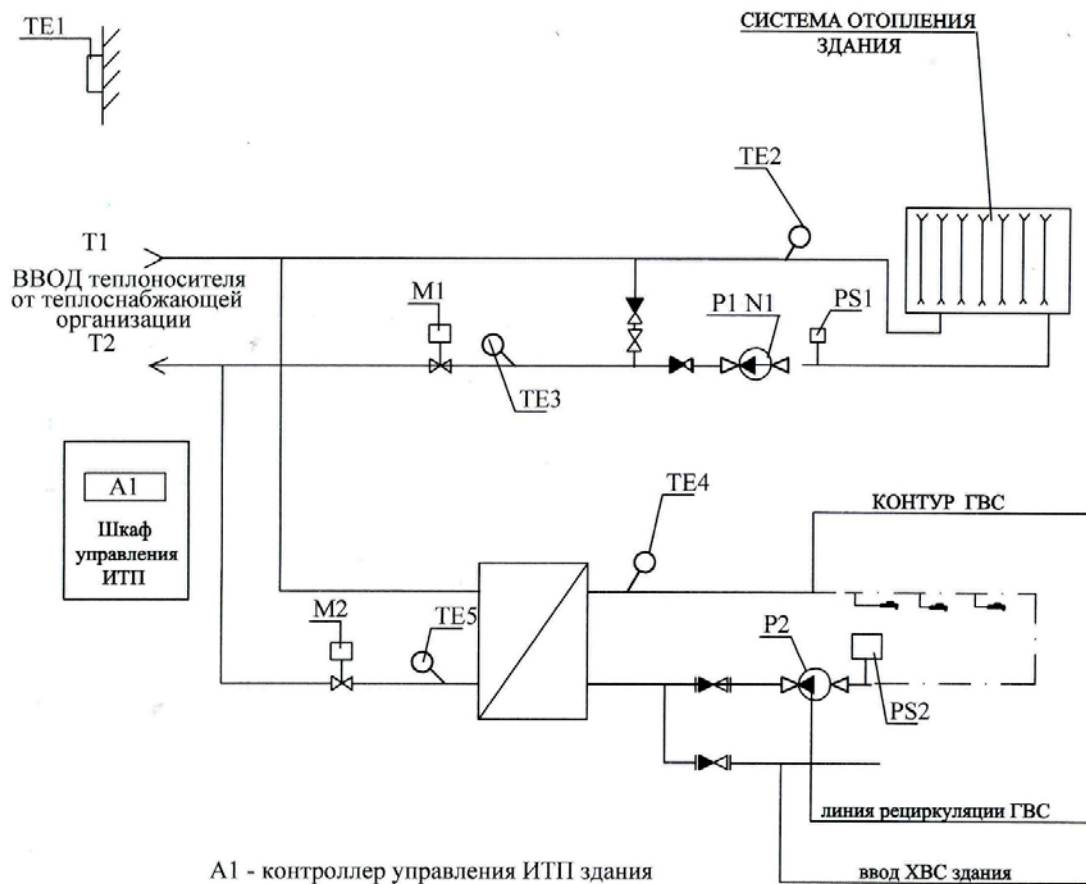 TE1
СИСТЕМА ОТОПЛЕНИЯ
ЗДАНИЯ
TE2
T1
ВВОД теплоносителя
от теплоснабжающей
организации
T2
M1
P1 N1
PS1
TE3
A1
Шкаф
управления
ИТП
TE4
КОНТУР ГВС
M2
TE5
P2
PS2
линия рециркуляции ГВС
ввод ХВС здания
A1 - контроллер управления ИТП здания